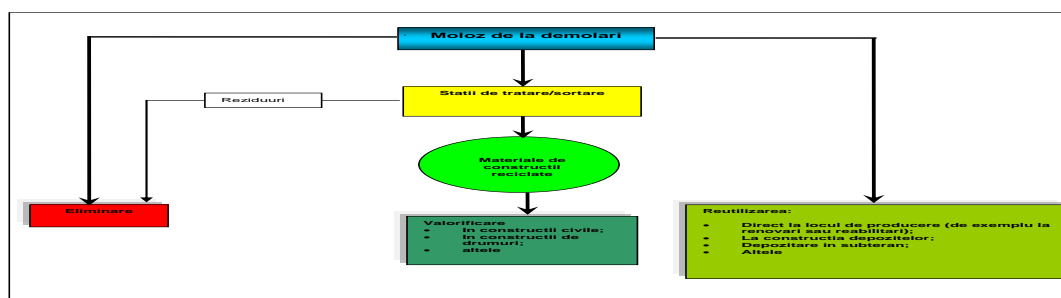 Moloz de la demolari
Statii de tratare/sortare
Reziduuri
Materiale de
constructii
reciclate
Eliminare
Valorificare
• In constructii civile;
• In constructii de
drumuri;
• altele
Reutilizarea:
• Direct la locul de producere (de exemplu la
renovari sau reabilitari);
• La constructia depozitelor;
• Depozitare in subteran;
• Altele